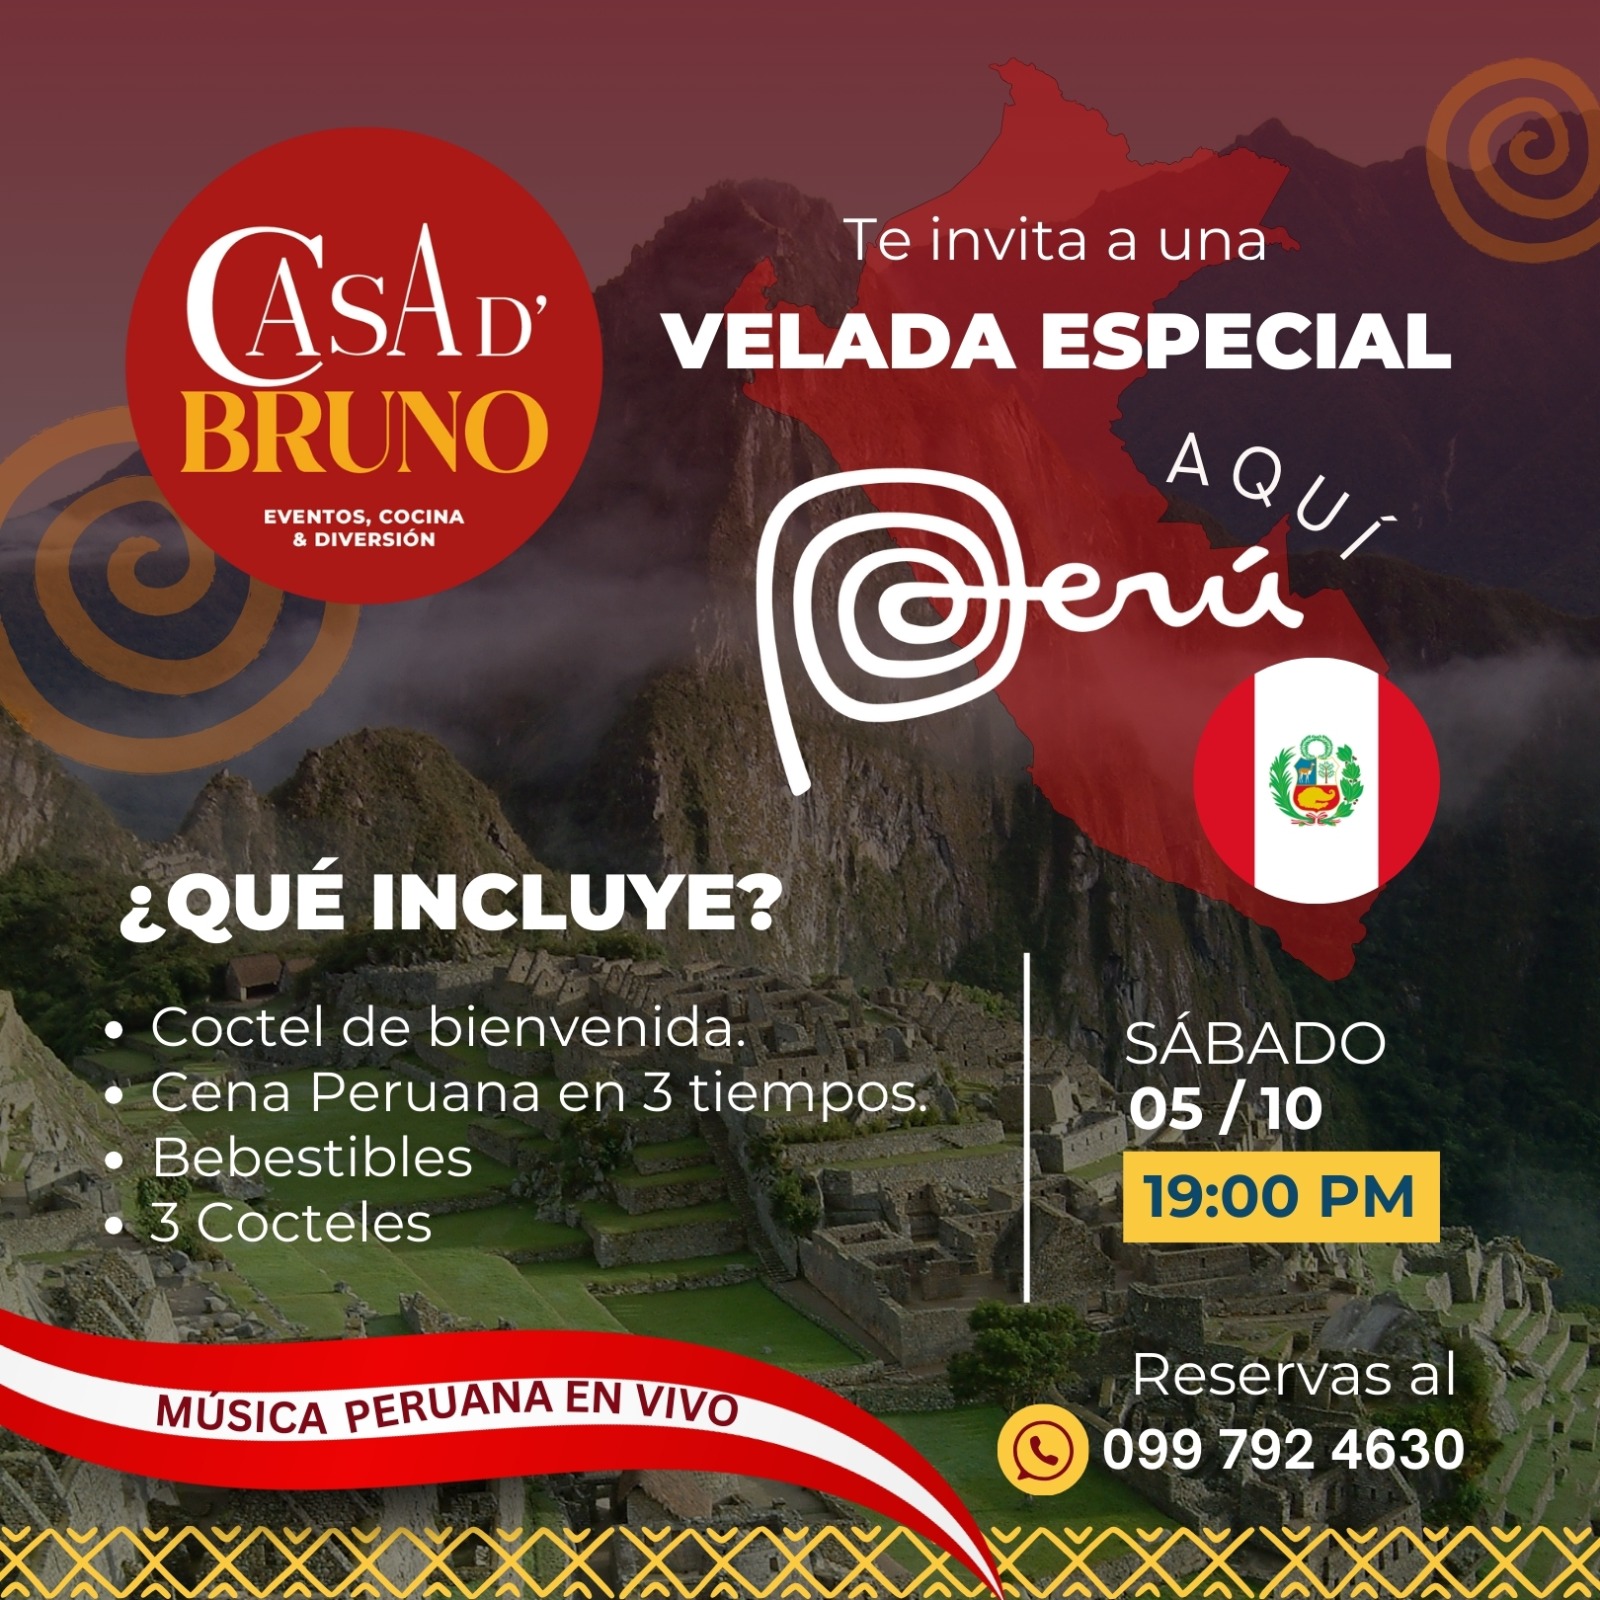 CASA D'
BRUNO
EVENTOS, COCINA
& DIVERSIÓN
Te invita a una
VELADA ESPECIAL
AQUÍ
Perú
¿QUÉ INCLUYE?
• Coctel de bienvenida.
• Cena Peruana en 3 tiempos.
• Bebestibles
• 3 Cocteles
SÁBADO
05 / 10
19:00 PM
MÚSICA PERUANA EN VIVO
Reservas al
099 792 4630